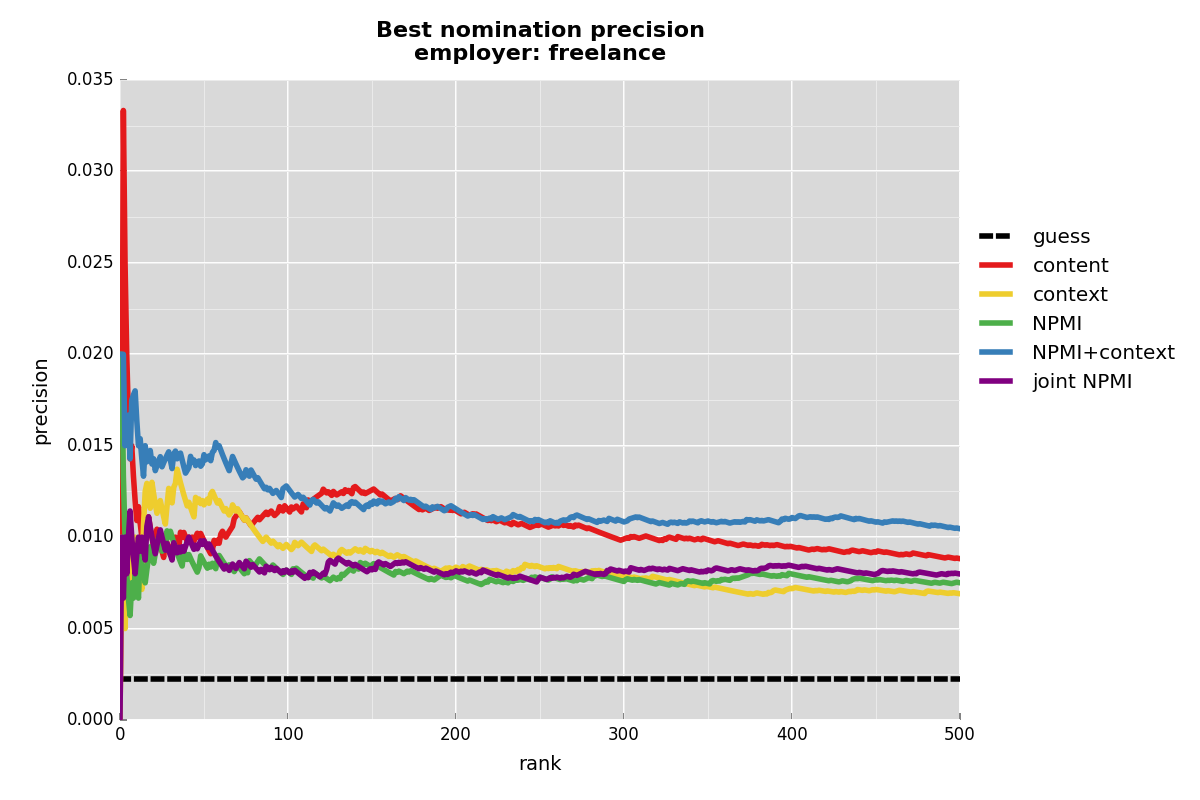 Best nomination precision
employer: freelance
precision
0.035
0.030
0.025
0.020
0.015
0.010
0.005
0.000
0
100
200
300
400
500
rank
guess
content
context
NPMI
NPMI+context
joint NPMI